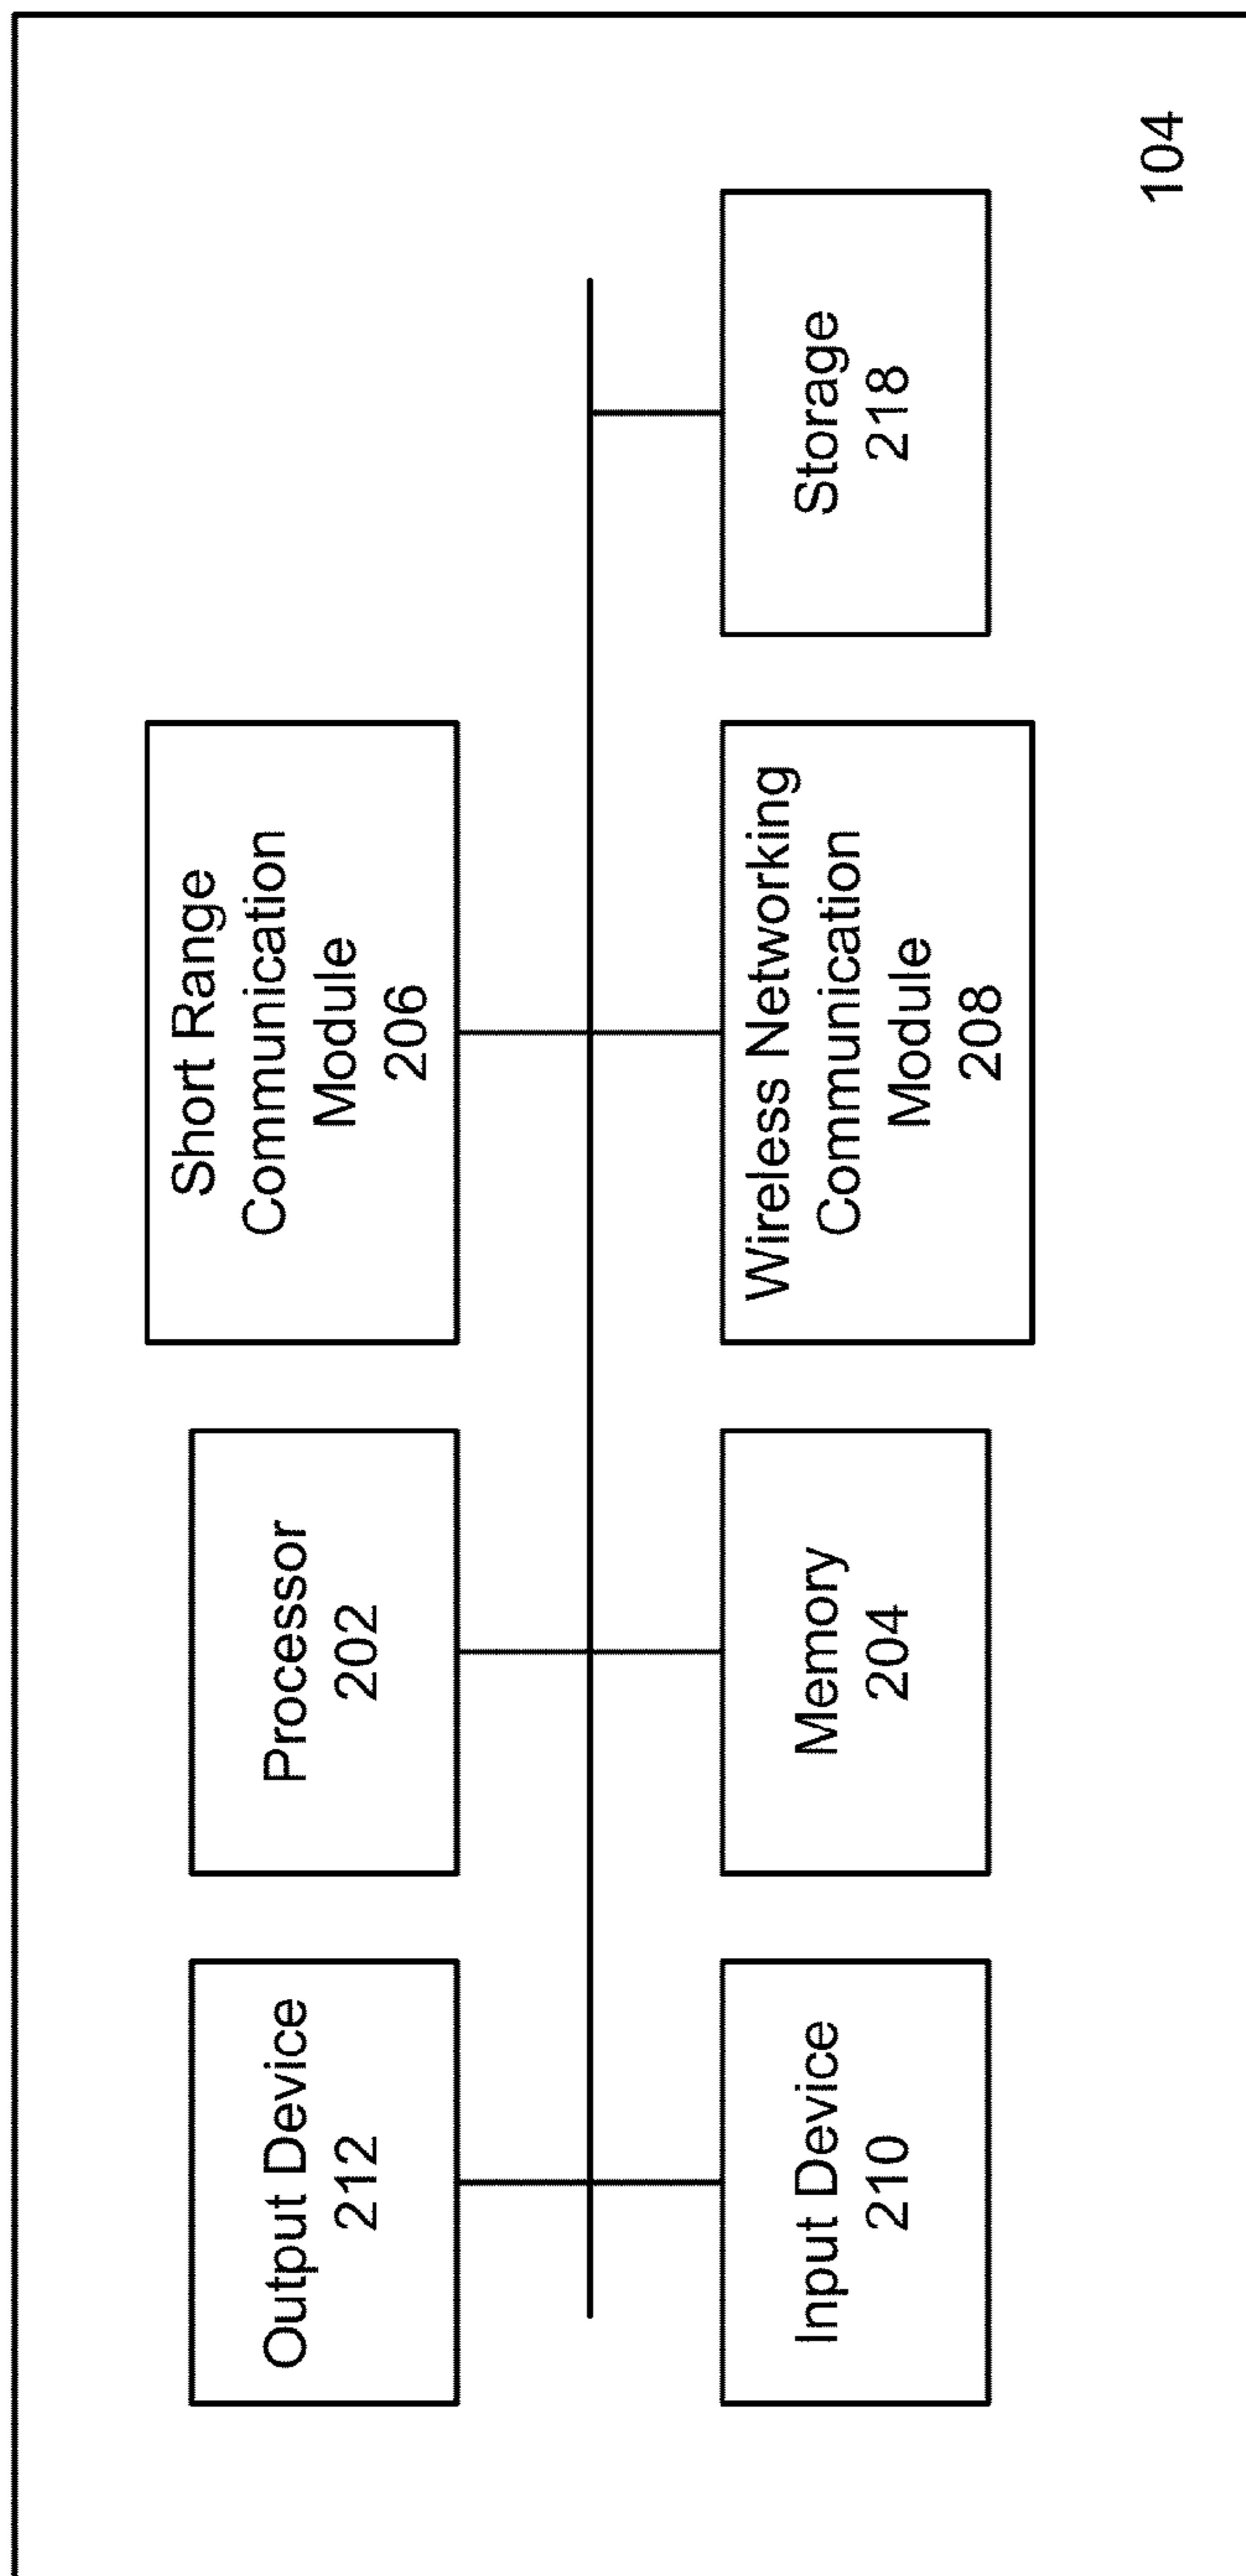 Output Device
212
Processor
202
Short Range
Communication
Module
206
Input Device
210
Memory
204
Wireless Networking
Communication
Module
208
Storage
218
104